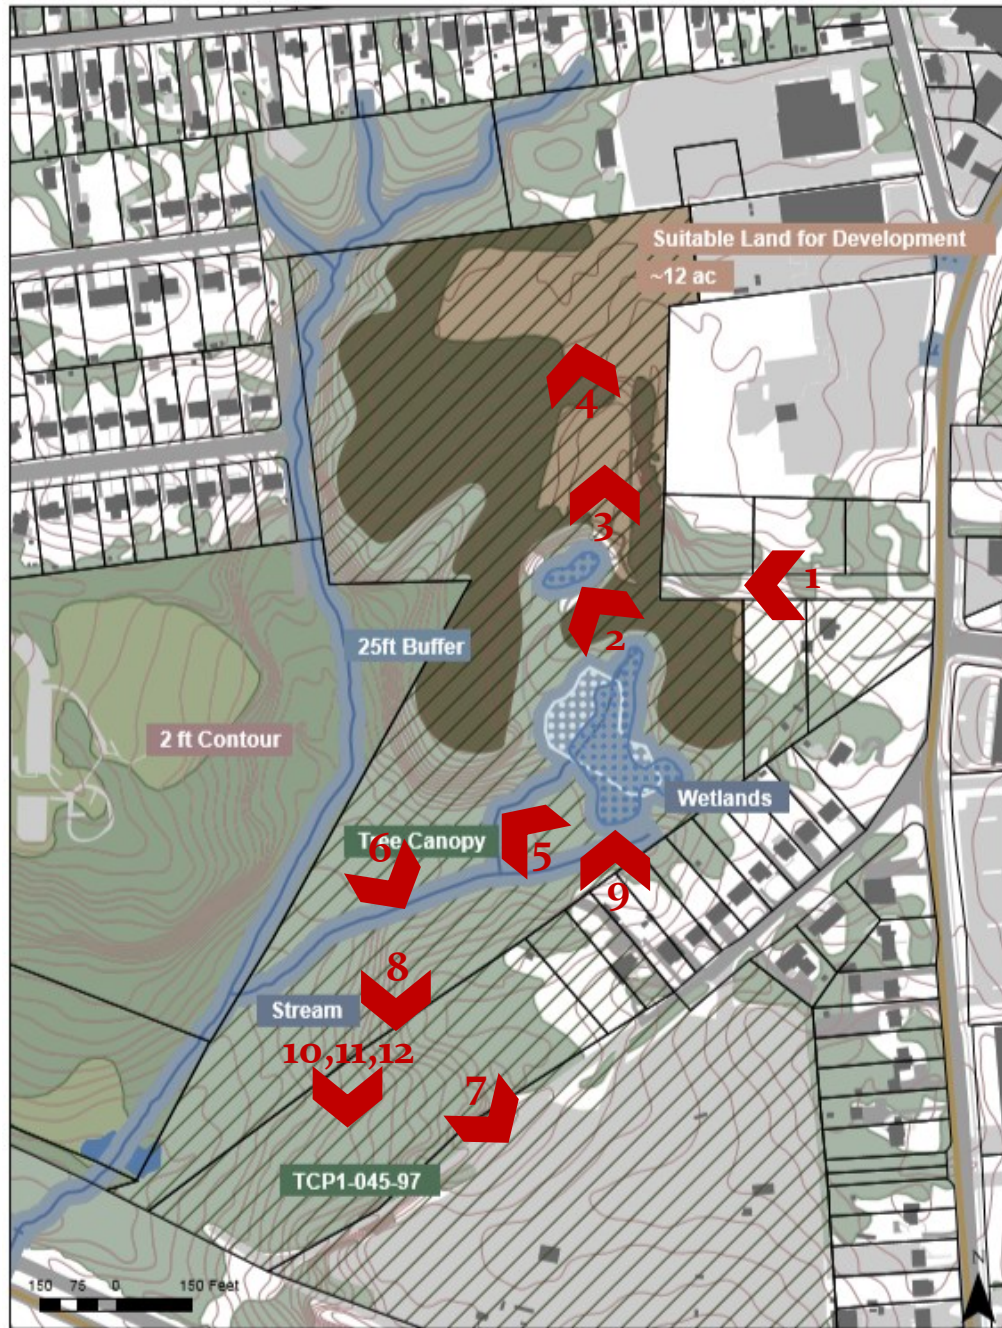 Suitable Land for Development
~12 ac
4
3
1
2
25ft Buffer
2 ft Contour
Wetlands
Tree Canopy
6
5
9
8
Stream
10,11,12
7
TCP1-045-97
150 75 0 150 Feet
N